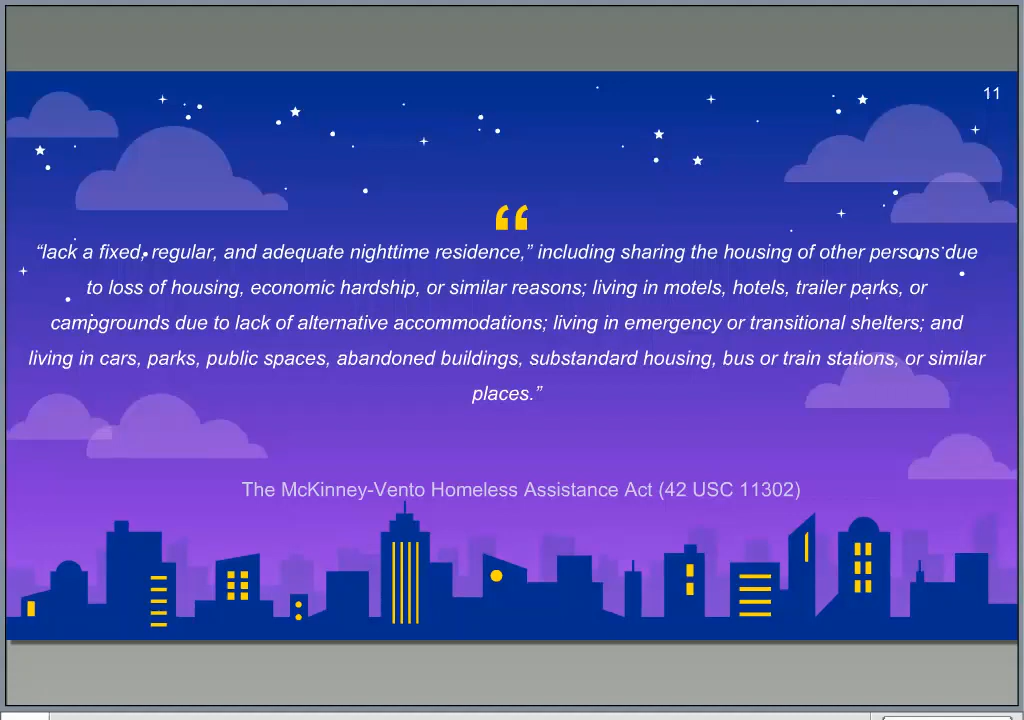 11
“
“lack a fixed, regular, and adequate nighttime residence,” including sharing the housing of other persons due
to loss of housing, economic hardship, or similar reasons; living in motels, hotels, trailer parks, or
campgrounds due to lack of alternative accommodations; living in emergency or transitional shelters; and
living in cars, parks, public spaces, abandoned buildings, substandard housing, bus or train stations, or similar
places.”
The McKinney-Vento Homeless Assistance Act (42 USC 11302)